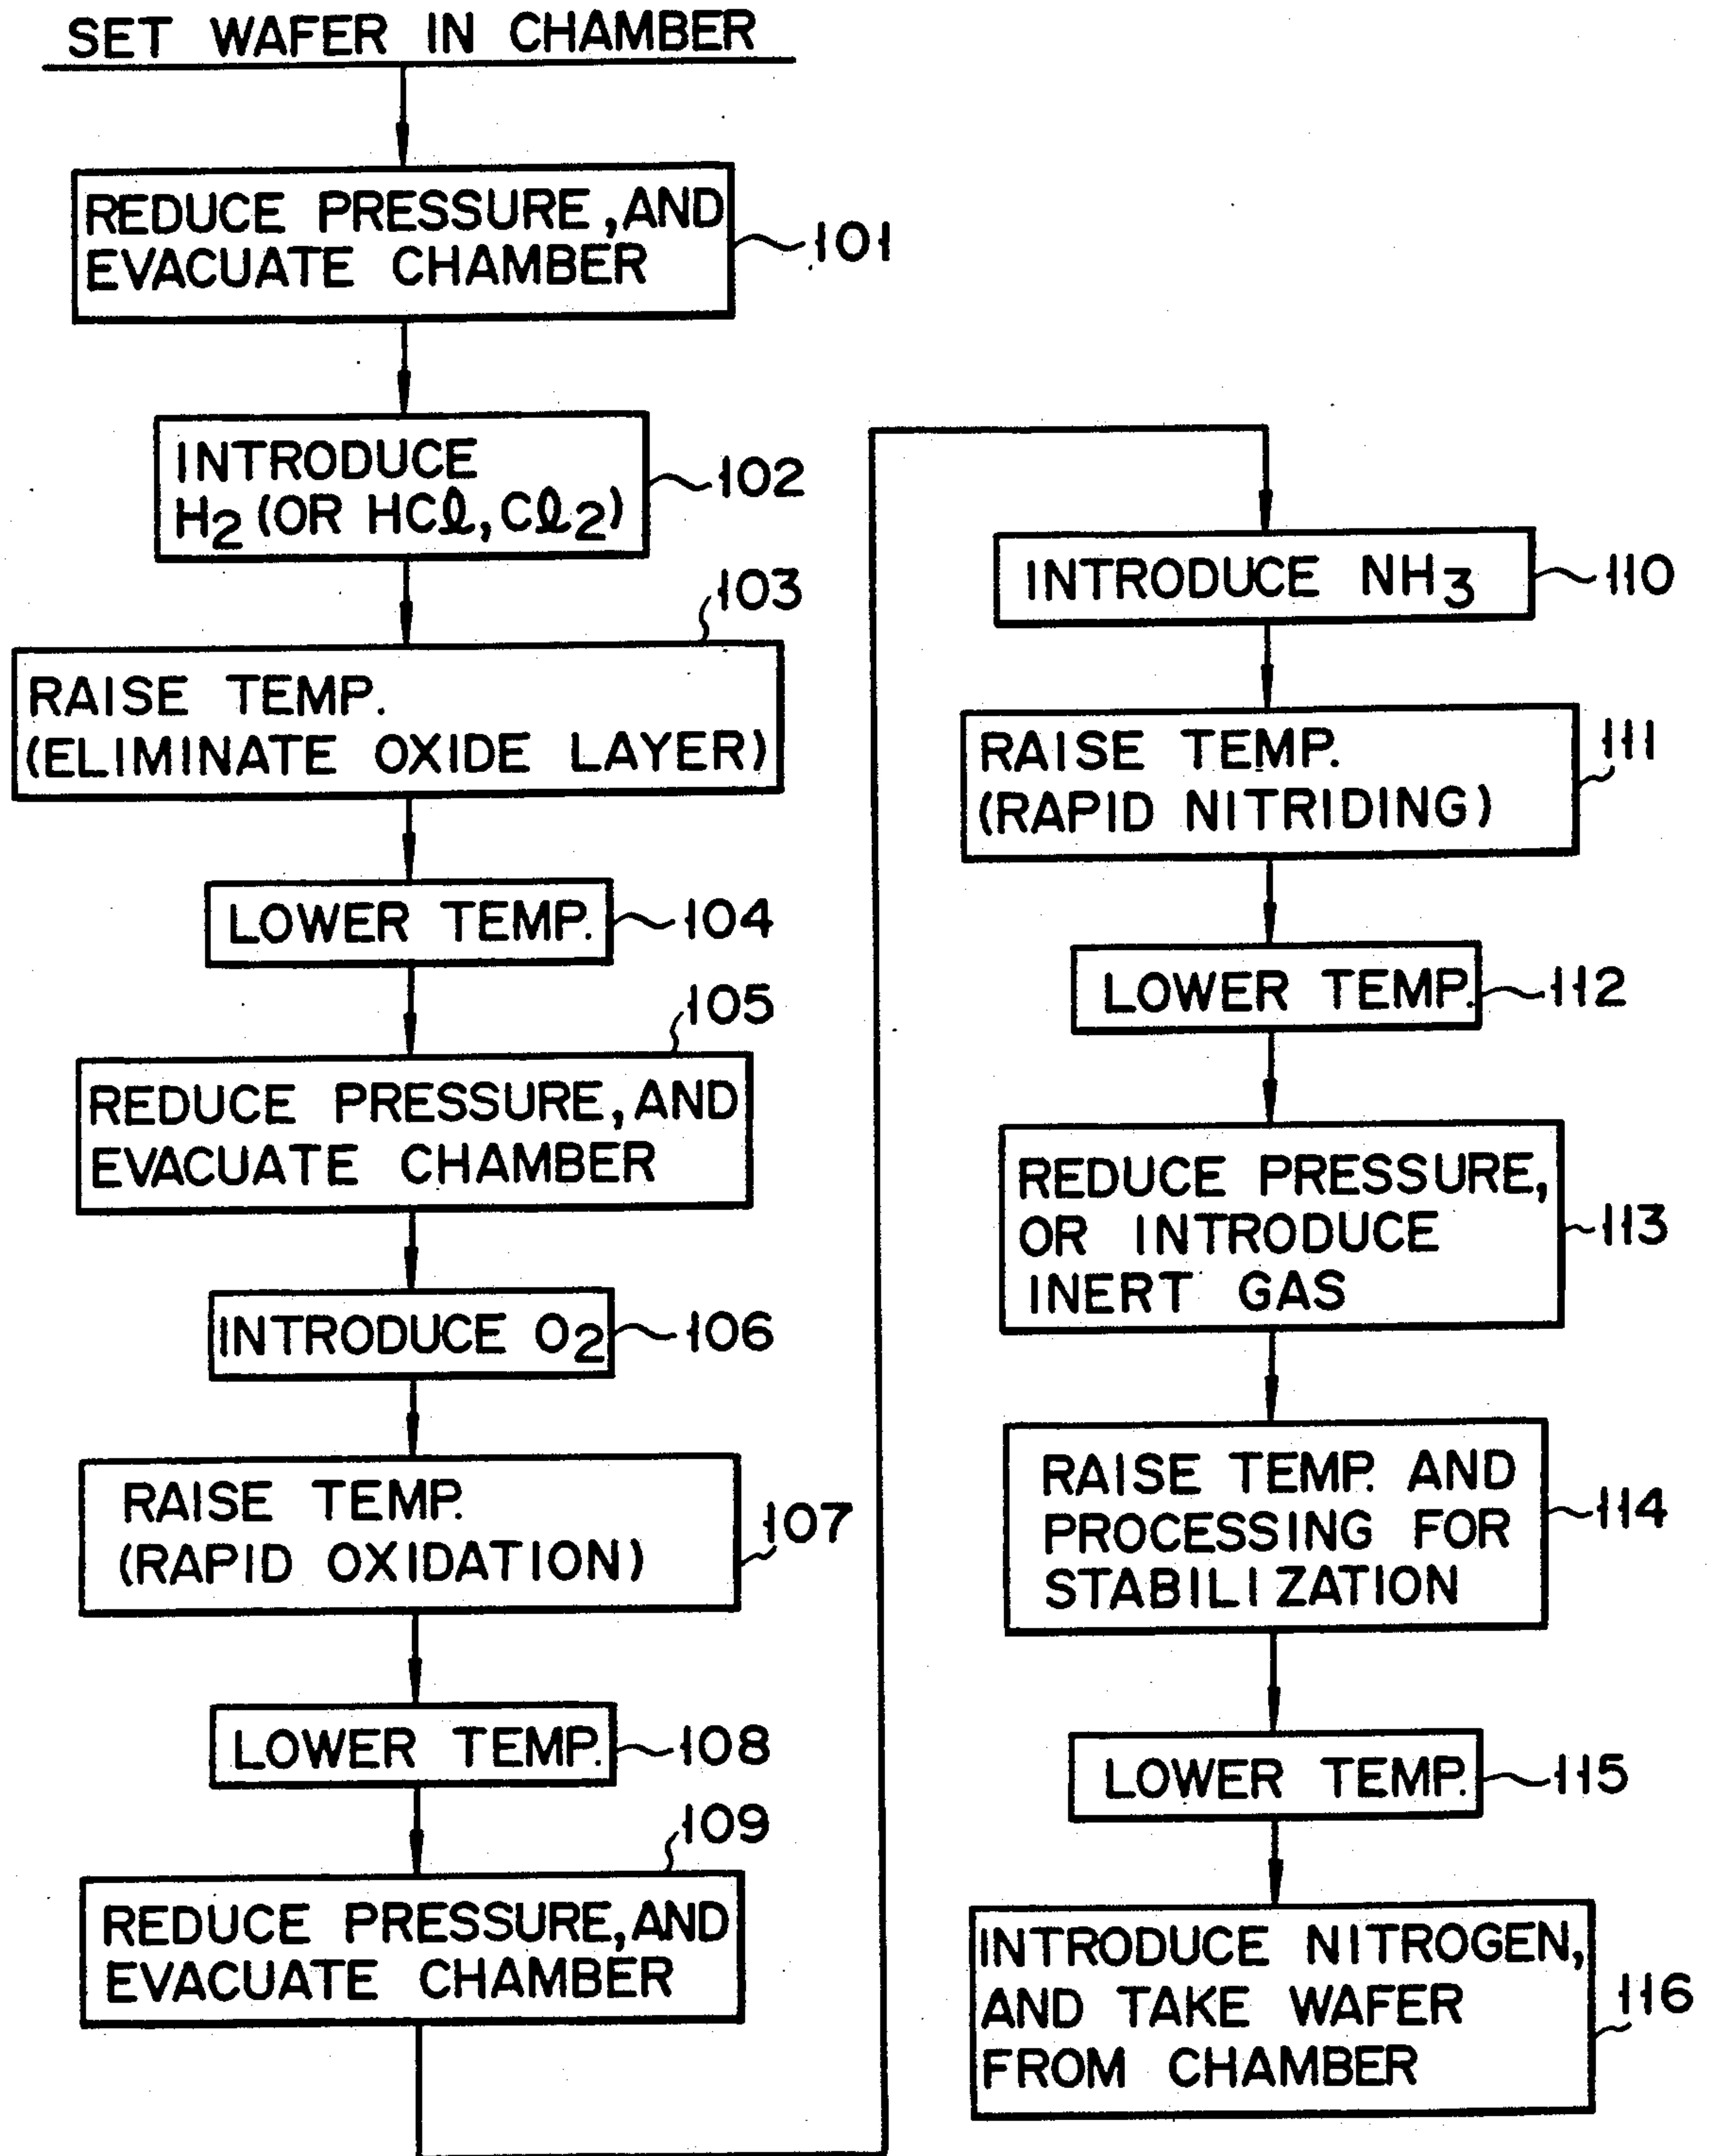 SET WAFER IN CHAMBER
REDUCE PRESSURE, AND
EVACUATE CHAMBER
101
INTRODUCE
H2 (OR HCl, Cl2)
102
103
RAISE TEMP.
(ELIMINATE OXIDE LAYER)
LOWER TEMP.
104
105
REDUCE PRESSURE, AND
EVACUATE CHAMBER
INTRODUCE O2
106
RAISE TEMP.
(RAPID OXIDATION)
107
LOWER TEMP.
108
109
REDUCE PRESSURE, AND
EVACUATE CHAMBER
INTRODUCE NH3
110
RAISE TEMP.
(RAPID NITRIDING)
111
LOWER TEMP.
112
REDUCE PRESSURE,
OR INTRODUCE
INERT GAS
113
RAISE TEMP. AND
PROCESSING FOR
STABILIZATION
114
LOWER TEMP.
115
INTRODUCE NITROGEN,
AND TAKE WAFER
FROM CHAMBER
116